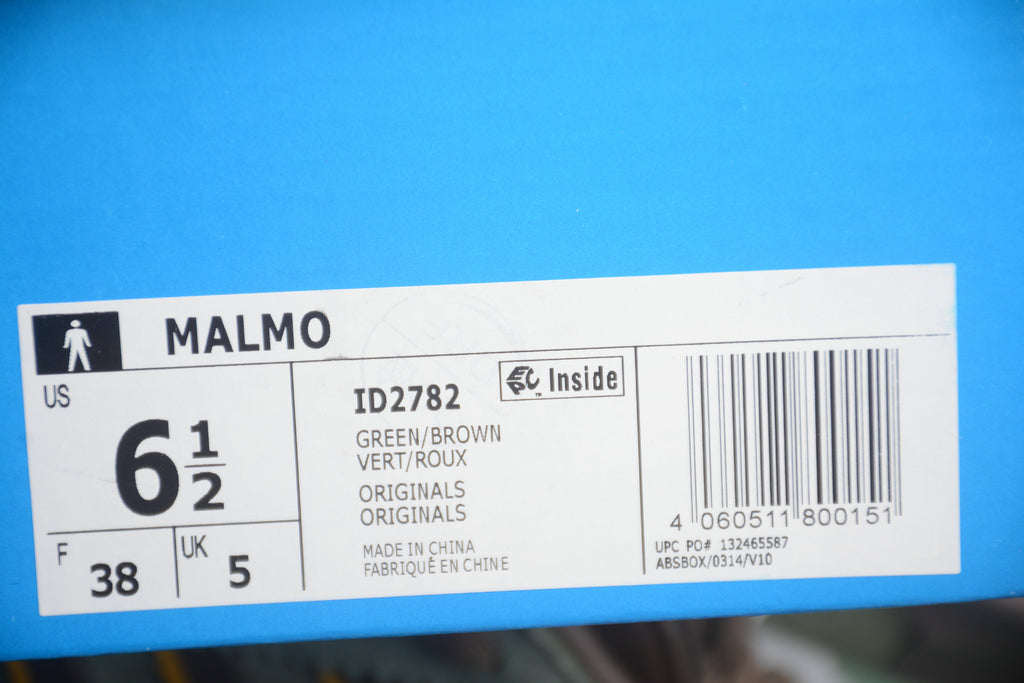 MALMO
US
6 1/2
F
38
UK
5
ID2782
EPC™ Inside
GREEN/BROWN
VERT/ROUX
ORIGINALS
ORIGINALS
MADE IN CHINA
FABRIQUÉ EN CHINE
4 060511 800151
UPC PO# 132465587
ABSBOX/0314/V10